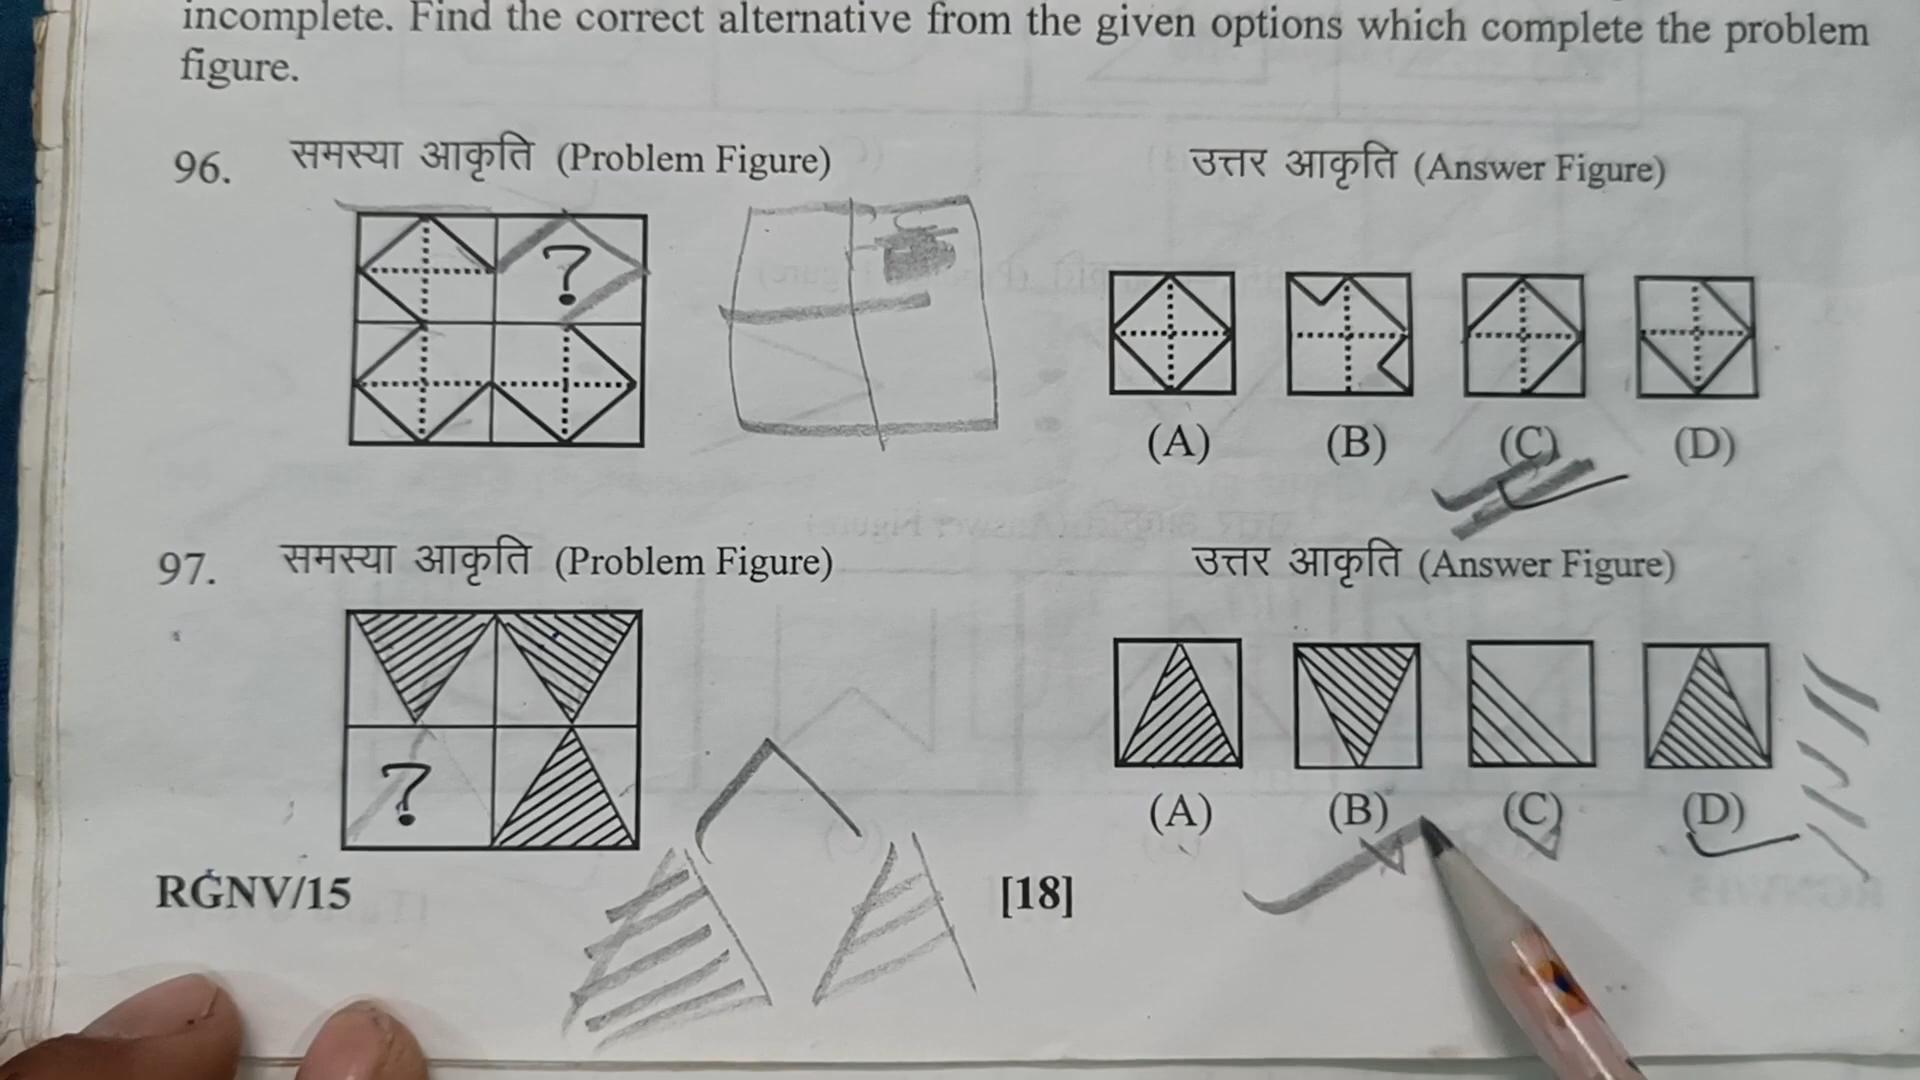 incomplete. Find the correct alternative from the given options which complete the problem
figure.
96. समस्या आकृति (Problem Figure) उत्तर आकृति (Answer Figure)
?
(A) (B) (C) (D)
97. समस्या आकृति (Problem Figure) उत्तर आकृति (Answer Figure)
?
(A) (B) (C) (D)
RGNV/15 [18]